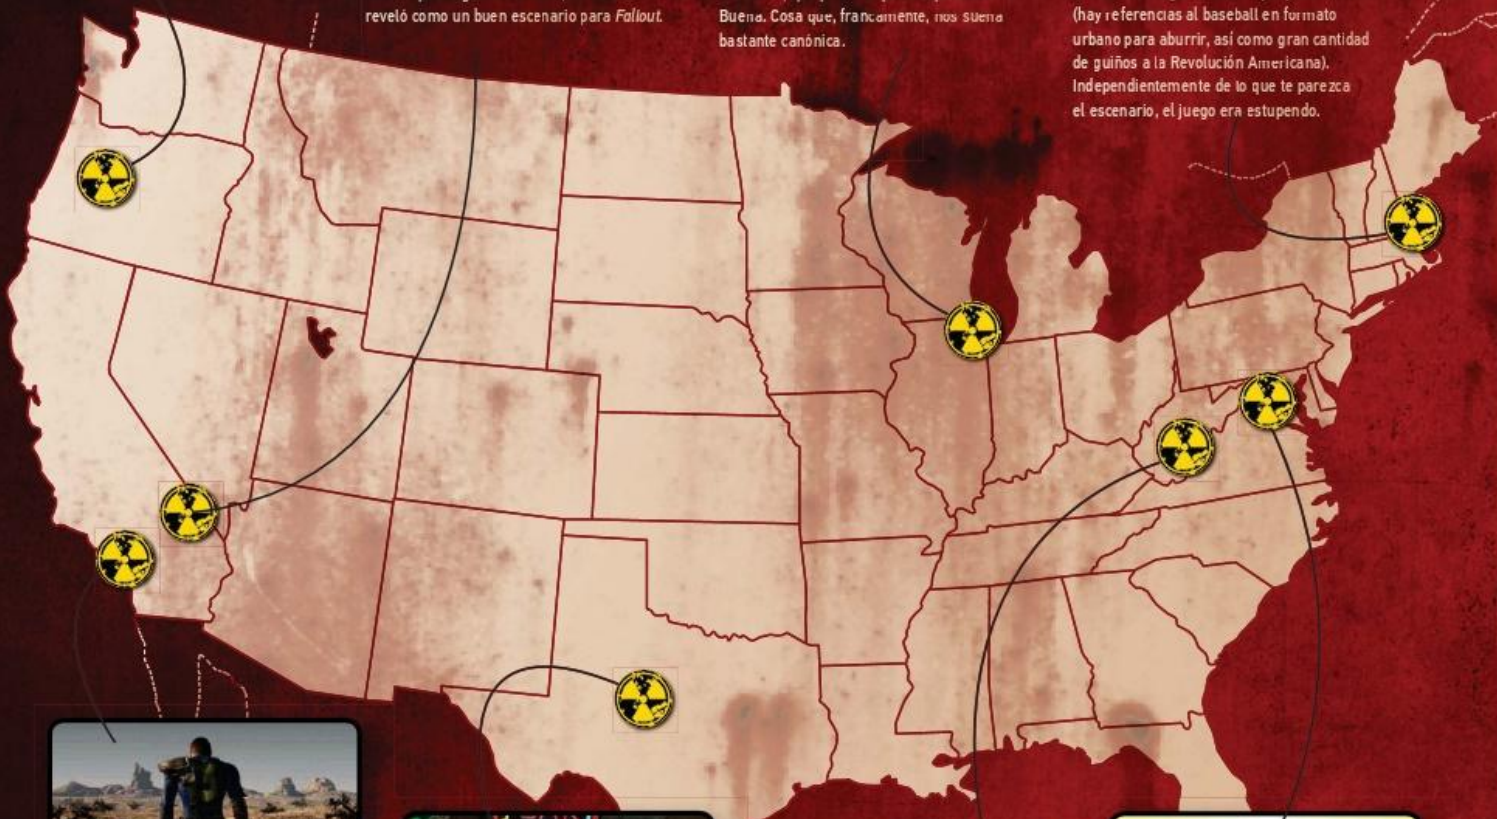 reveló como un buen escenario para Fallout.
Buena. Cosa que, francamente, nos suena
bastante canónica.
(hay referencias al baseball en formato
urbano para aburrir, así como gran cantidad
de guiños a la Revolución Americana).
Independientemente de lo que te parezca
el escenario, el juego era estupendo.